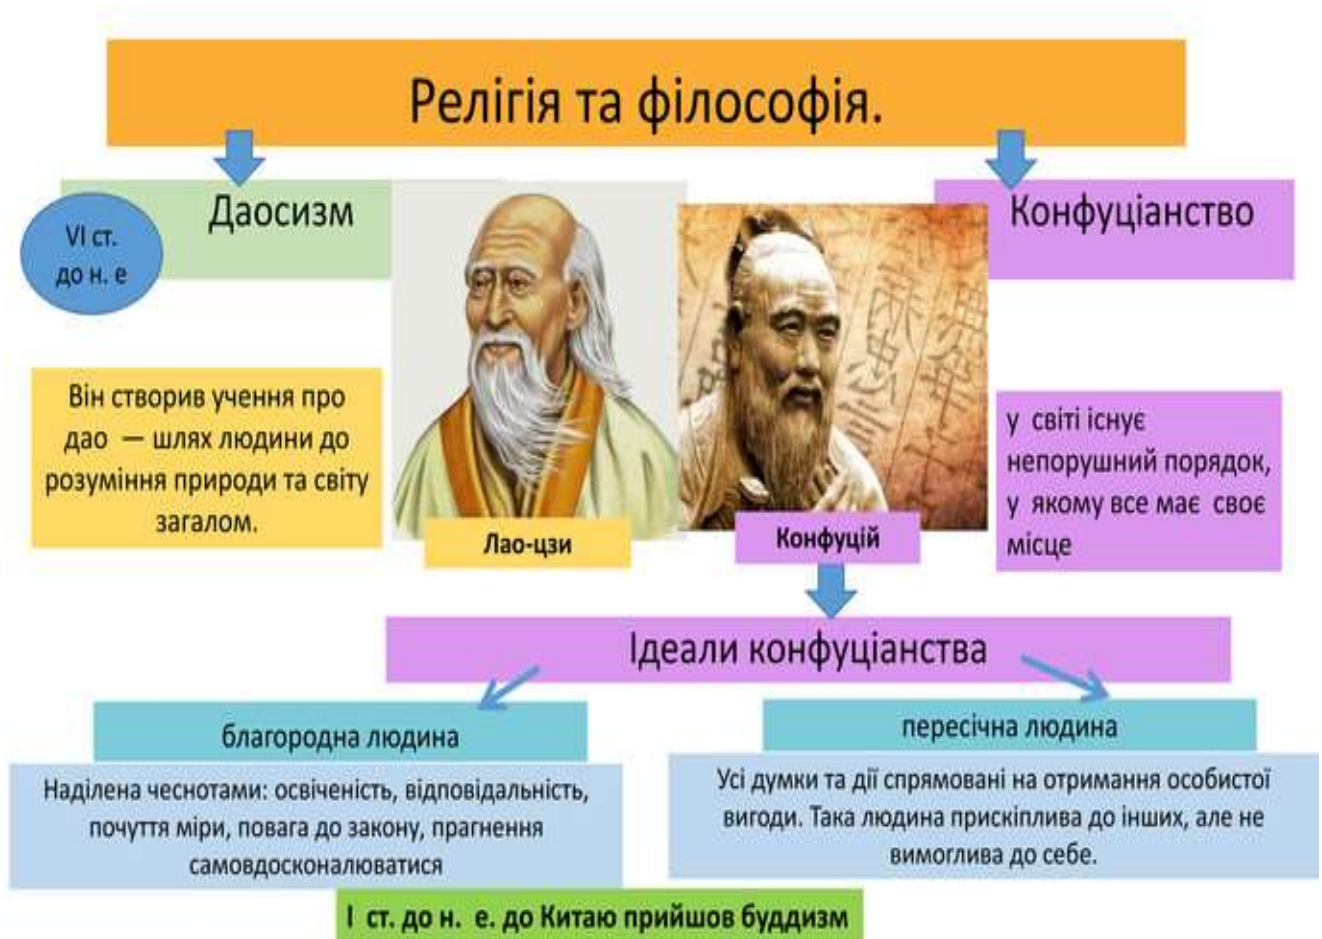 Релігія та філософія.
Даосизм
Конфуціанство
VI ст.
до н. е
Він створив учення про
дао — шлях людини до
розуміння природи та світу
загалом.
Лао-цзи
Конфуцій
у світі існує
непорушний порядок,
у якому все має своє
місце
Ідеали конфуціанства
благородна людина
Наділена чеснотами: освіченість, відповідальність,
почуття міри, повага до закону, прагнення
самовдосконалюватися
пересічна людина
Усі думки та дії спрямовані на отримання особистої
вигоди. Така людина прискіплива до інших, але не
вимоглива до себе.
І ст. до н. е. до Китаю прийшов буддизм